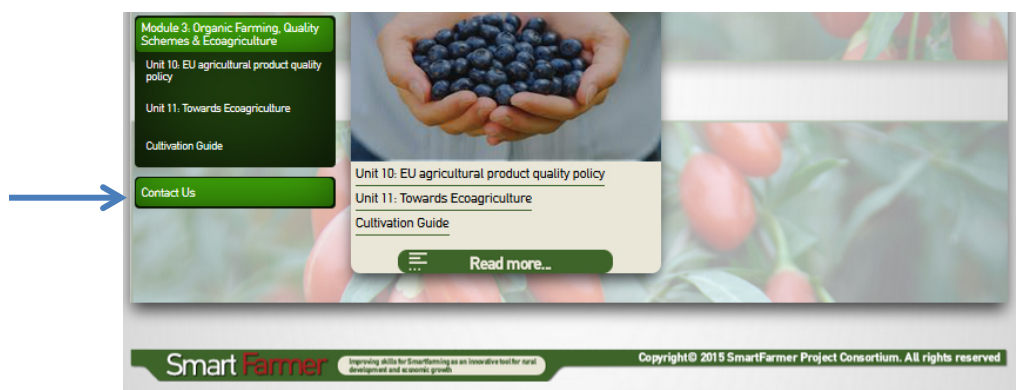 Module 3: Organic Farming, Quality
Schemes & Ecoagriculture
Unit 10: EU agricultural product quality
policy
Unit 11: Towards Ecoagriculture
Cultivation Guide
Contact Us
Unit 10: EU agricultural product quality policy
Unit 11: Towards Ecoagriculture
Cultivation Guide
Read more...
Smart Farmer
Improving skills for Smartfarming as an innovative tool for rural
development and economic growth
Copyright© 2015 SmartFarmer Project Consortium. All rights reserved